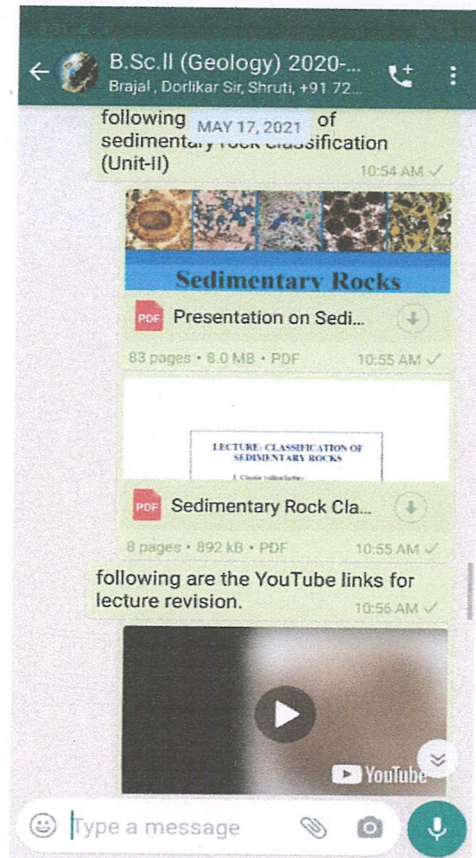 B.Sc.II (Geology) 2020-...
Brajal , Dorlikar Sir, Shruti, +91 72...
MAY 17, 2021
following of
sedimentary rock classification
(Unit-II)
10:54 AM
Sedimentary Rocks
PDF
Presentation on Sedi...
83 pages • 8.0 MB • PDF
10:55 AM
LECTURE: CLASSIFICATION OF
SEDIMENTARY ROCKS
PDF
Sedimentary Rock Cla...
8 pages • 892 kB • PDF
10:55 AM
following are the YouTube links for
lecture revision.
10:56 AM
YouTube
Type a message